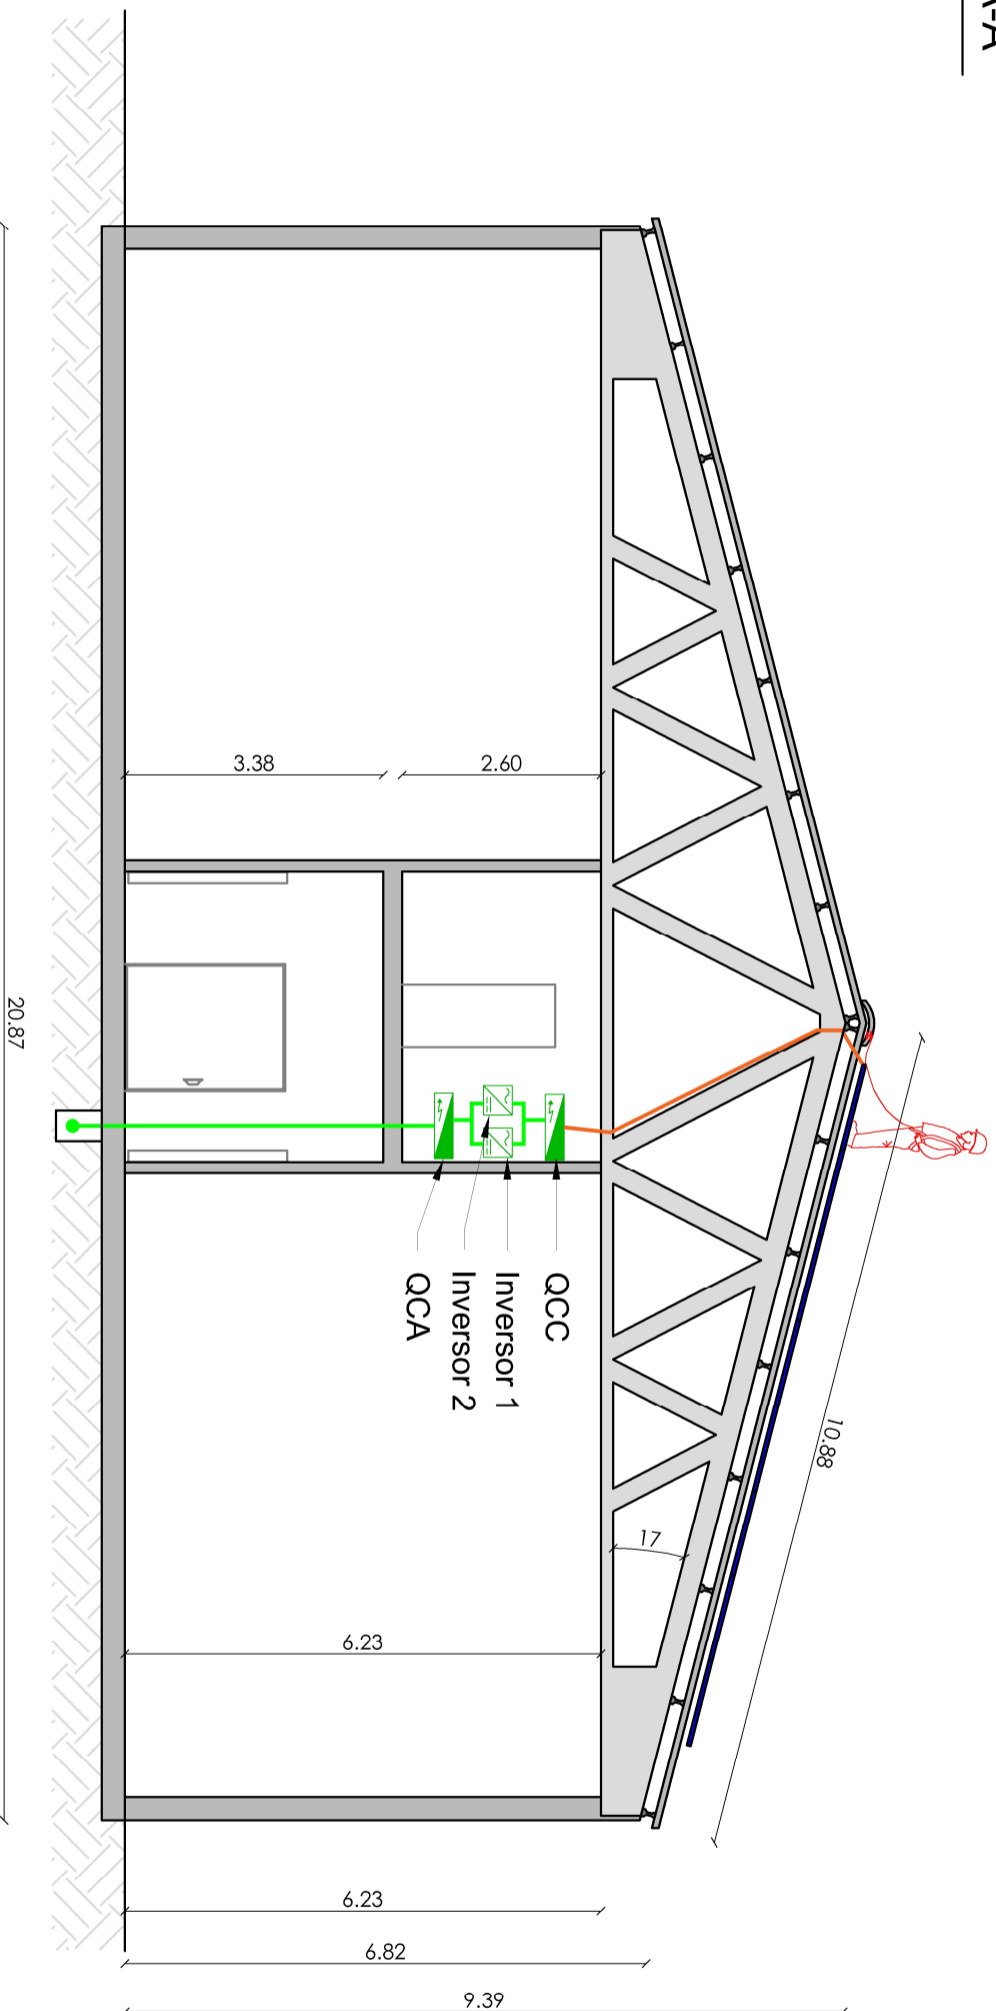 A-A
10.88
17
3.38
2.60
QCC
Inversor 1
Inversor 2
QCA
6.23
6.23
6.82
9.39
20.87